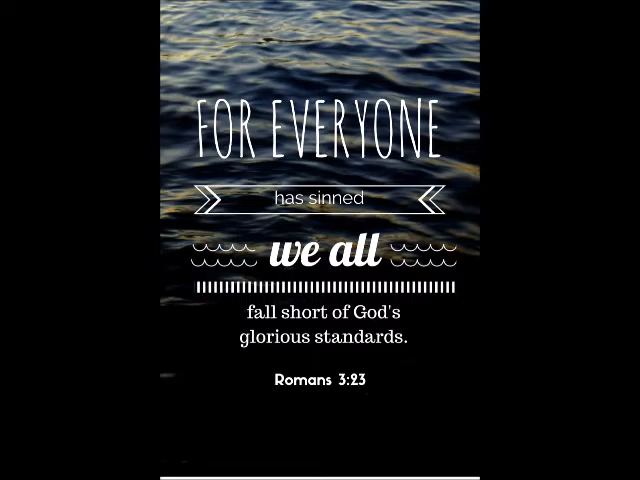 FOR EVERYONE
has sinned
we all
fall short of God's
glorious standards.
Romans 3:23